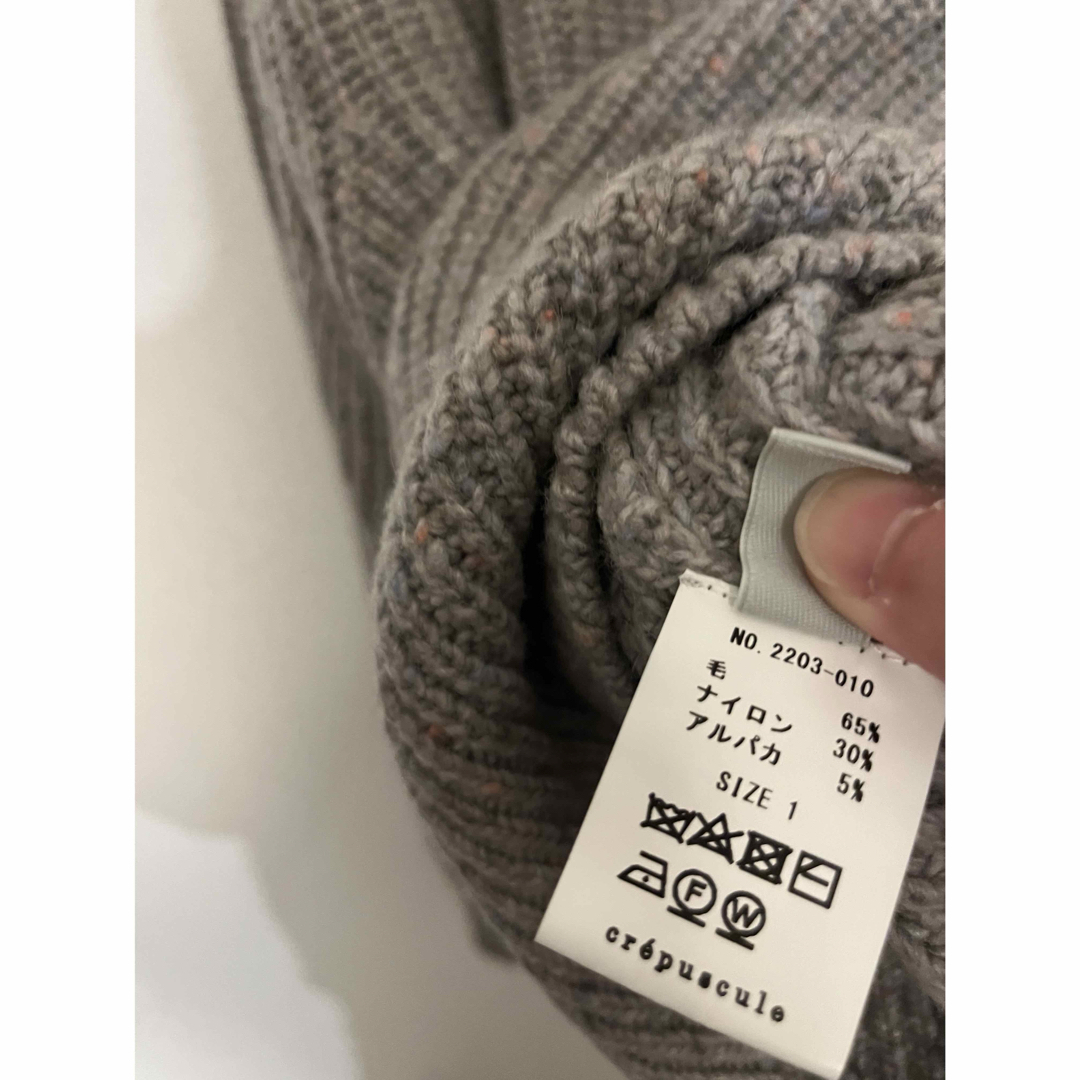 NO. 2203-010
毛 65%
ナイロン 30%
アルパカ 5%
SIZE 1
F W
crépuscule